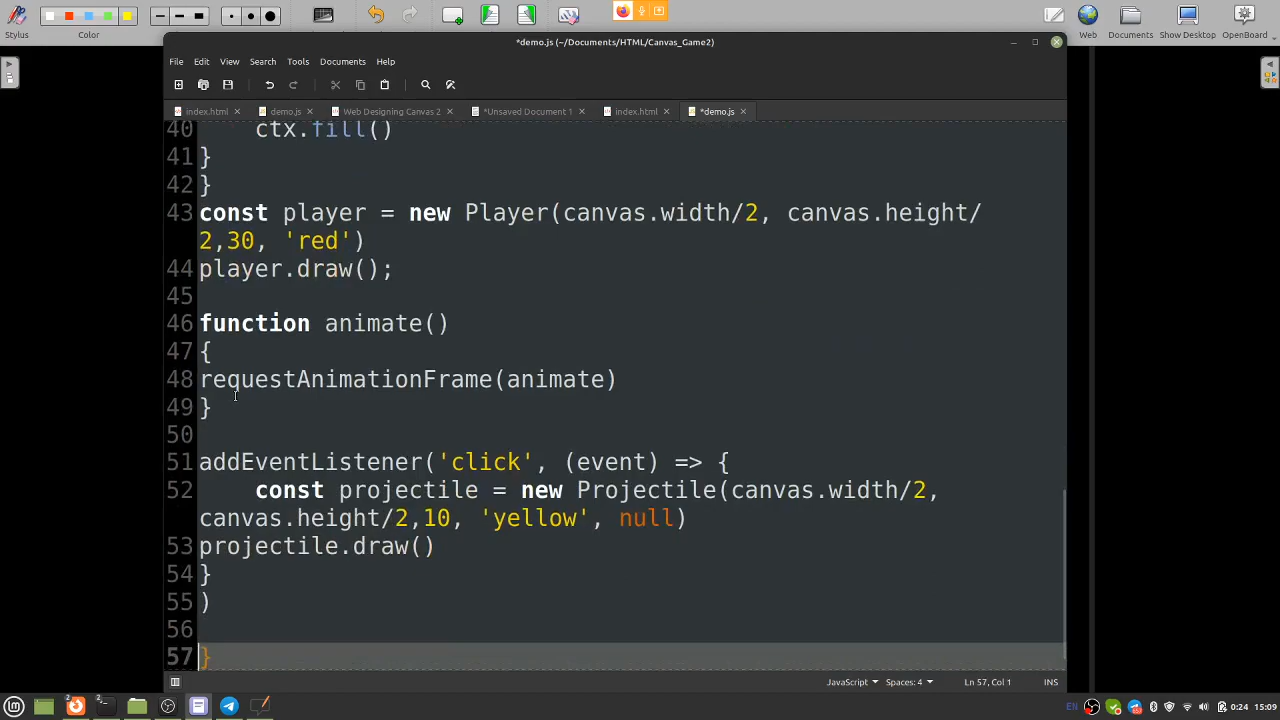 Stylus
Color
Web
Documents
Show Desktop
OpenBoard
*demo.js (~/Documents/HTML/Canvas_Game2)
File Edit View Search Tools Documents Help
index.html
demo.js
Web Designing Canvas 2
*Unsaved Document 1
index.html
*demo.js
40 ctx.fill()
41 }
42 }
43 const player = new Player(canvas.width/2, canvas.height/
2,30, 'red')
44 player.draw();
45
46 function animate()
47 {
48 requestAnimationFrame(animate)
49 }
50
51 addEventListener('click', (event) => {
52 const projectile = new Projectile(canvas.width/2,
canvas.height/2,10, 'yellow', null)
53 projectile.draw()
54 }
55 )
56
57 }
JavaScript Spaces: 4 Ln 57, Col 1 INS
2 2 EN 0:24 15:09